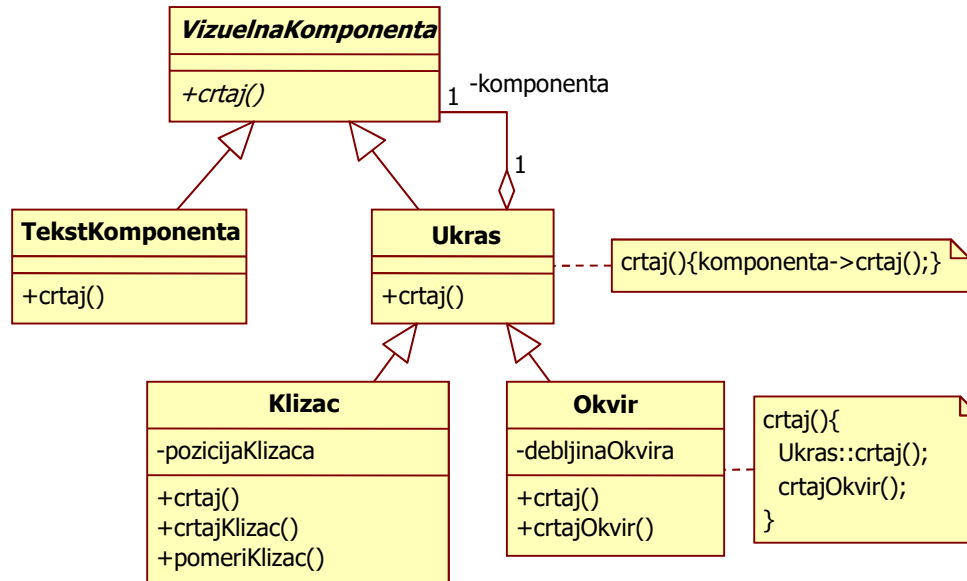 VizuelnaKomponenta
+crtaj()
-komponenta
1
1
TekstKomponenta
+crtaj()
Ukras
+crtaj()
crtaj(){komponenta->crtaj();}
Klizac
-pozicijaKlizaca
+crtaj()
+crtajKlizac()
+pomeriKlizac()
Okvir
-debljinaOkvira
+crtaj()
+crtajOkvir()
crtaj(){
Ukras::crtaj();
crtajOkvir();
}